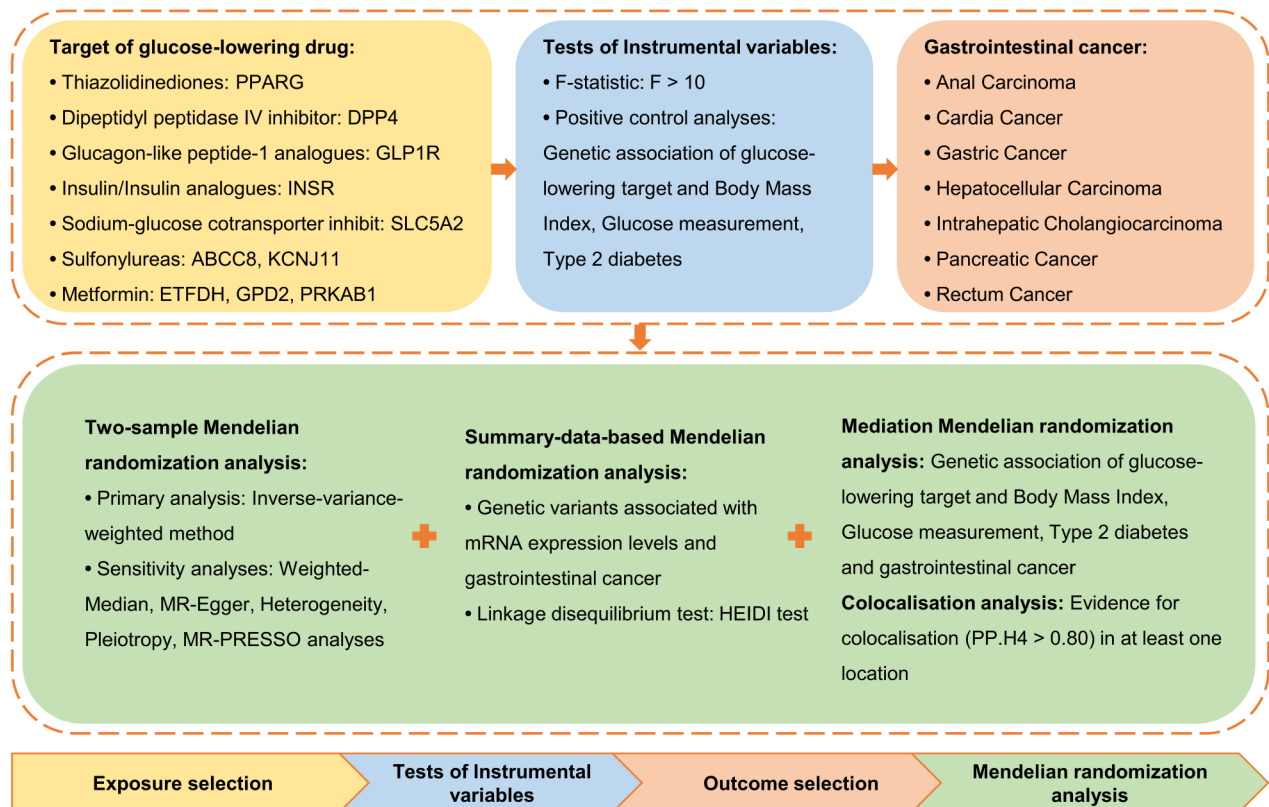 Target of glucose-lowering drug:
• Thiazolidinediones: PPARG
• Dipeptidyl peptidase IV inhibitor: DPP4
• Glucagon-like peptide-1 analogues: GLP1R
• Insulin/Insulin analogues: INSR
• Sodium-glucose cotransporter inhibit: SLC5A2
• Sulfonylureas: ABCC8, KCNJ11
• Metformin: ETFDH, GPD2, PRKAB1
Tests of Instrumental variables:
• F-statistic: F > 10
• Positive control analyses:
Genetic association of glucose-
lowering target and Body Mass
Index, Glucose measurement,
Type 2 diabetes
Gastrointestinal cancer:
• Anal Carcinoma
• Cardia Cancer
• Gastric Cancer
• Hepatocellular Carcinoma
• Intrahepatic Cholangiocarcinoma
• Pancreatic Cancer
• Rectum Cancer
Two-sample Mendelian
randomization analysis:
• Primary analysis: Inverse-variance-
weighted method
• Sensitivity analyses: Weighted-
Median, MR-Egger, Heterogeneity,
Pleiotropy, MR-PRESSO analyses
Summary-data-based Mendelian
randomization analysis:
• Genetic variants associated with
mRNA expression levels and
gastrointestinal cancer
• Linkage disequilibrium test: HEIDI test
Mediation Mendelian randomization
analysis: Genetic association of glucose-
lowering target and Body Mass Index,
Glucose measurement, Type 2 diabetes
and gastrointestinal cancer
Colocalisation analysis: Evidence for
colocalisation (PP.H4 > 0.80) in at least one
location
Exposure selection
Tests of Instrumental
variables
Outcome selection
Mendelian randomization
analysis